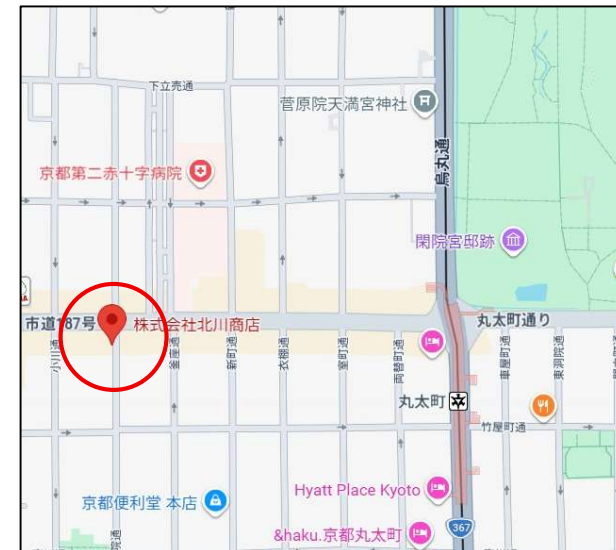 下立売通
菅原院天満宮神社
烏丸通
京都第二赤十字病院
閑院宮邸跡
市道187号
株式会社北川商店
丸太町通り
小川通
釜座通
新町通
衣棚通
室町通
両替町通
車屋町通
東洞院通
丸太町
竹屋町通
京都便利堂 本店
Hyatt Place Kyoto
&haku.京都丸太町
367
院通